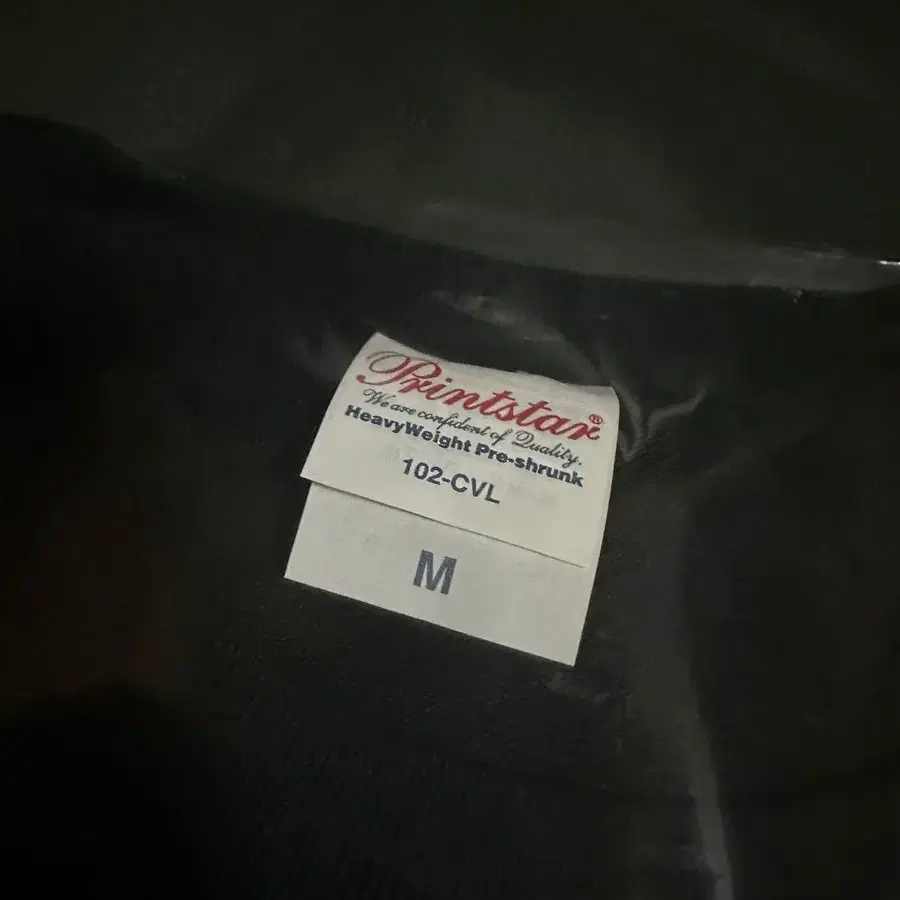 Printstar®
We are confident of Quality.
HeavyWeight Pre-shrunk
102-CVL
M